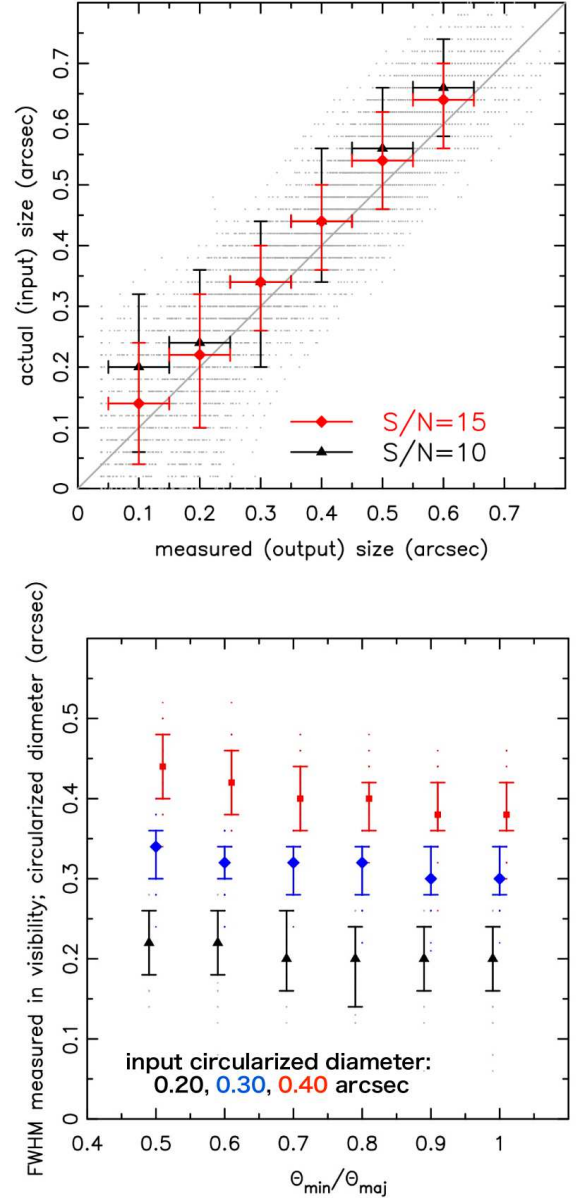 actual (input) size (arcsec)
0.7
0.6
0.5
0.4
0.3
0.2
0.1
0
S/N=15
S/N=10
0 0.1 0.2 0.3 0.4 0.5 0.6 0.7
measured (output) size (arcsec)
FWHM measured in visibility; circularized diameter (arcsec)
0.5
0.4
0.3
0.2
0.1
0
input circularized diameter:
0.20, 0.30, 0.40 arcsec
0.4 0.5 0.6 0.7 0.8 0.9 1
Θmin/Θmaj